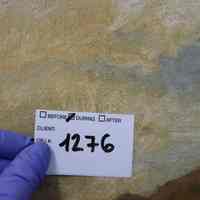 BEFORE DURING AFTER
CLIENT:
1276